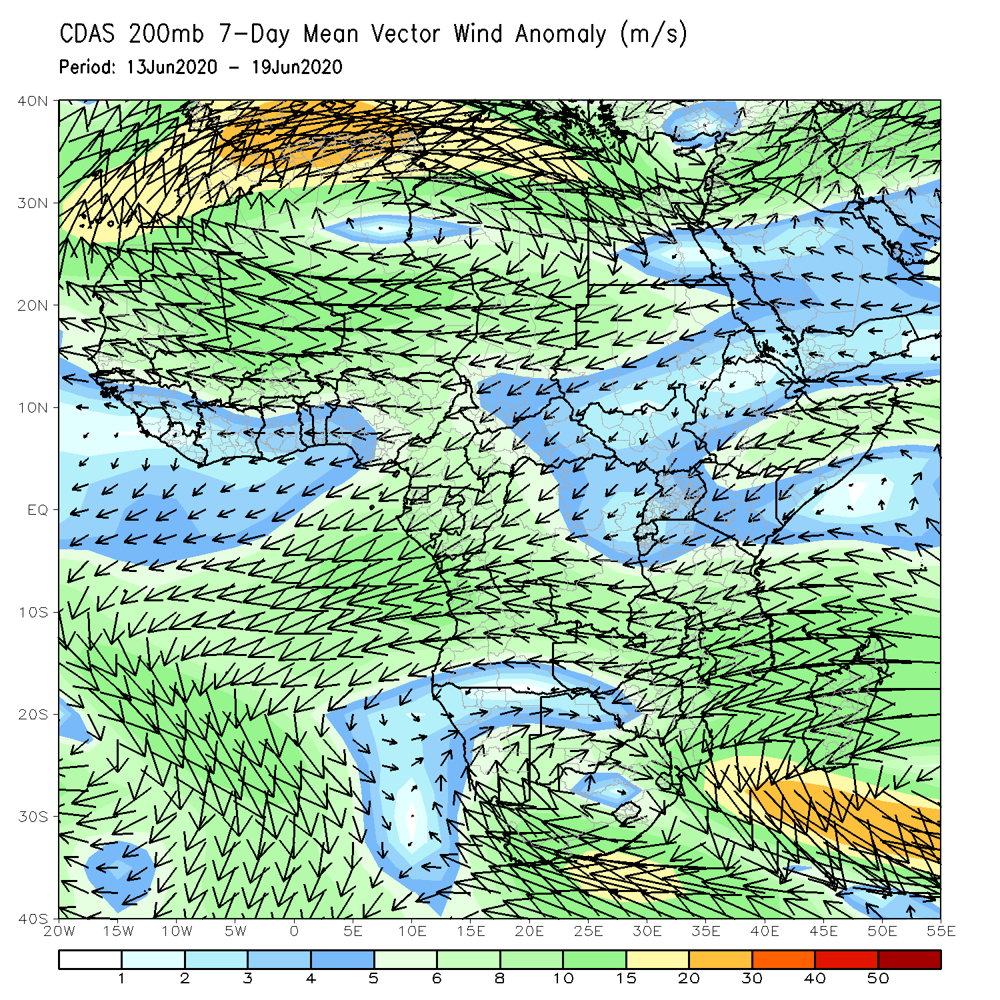 CDAS 200mb 7-Day Mean Vector Wind Anomaly (m/s)
Period: 13Jun2020 - 19Jun2020
40N
30N
20N
10N
EQ
10S
20S
30S
40S
20W 15W 10W 5W 0 5E 10E 15E 20E 25E 30E 35E 40E 45E 50E 55E
1 2 3 4 5 6 8 10 15 20 30 40 50